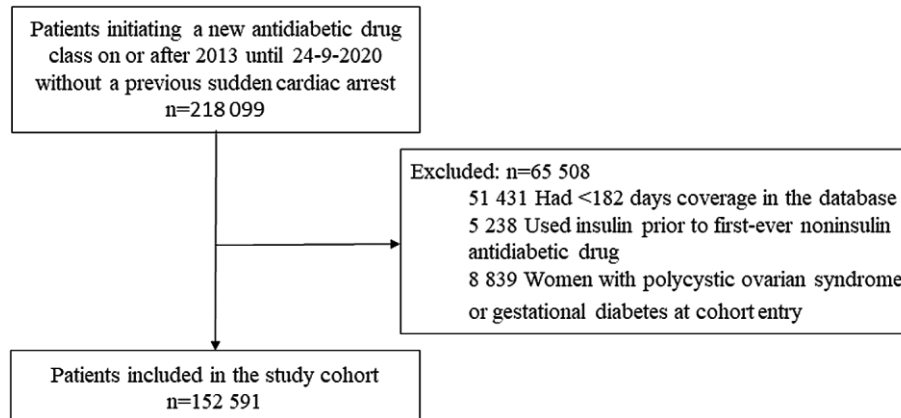 Patients initiating a new antidiabetic drug
class on or after 2013 until 24-9-2020
without a previous sudden cardiac arrest
n=218 099
Excluded: n=65 508
51 431 Had <182 days coverage in the database
5 238 Used insulin prior to first-ever noninsulin
antidiabetic drug
8 839 Women with polycystic ovarian syndrome
or gestational diabetes at cohort entry
Patients included in the study cohort
n=152 591